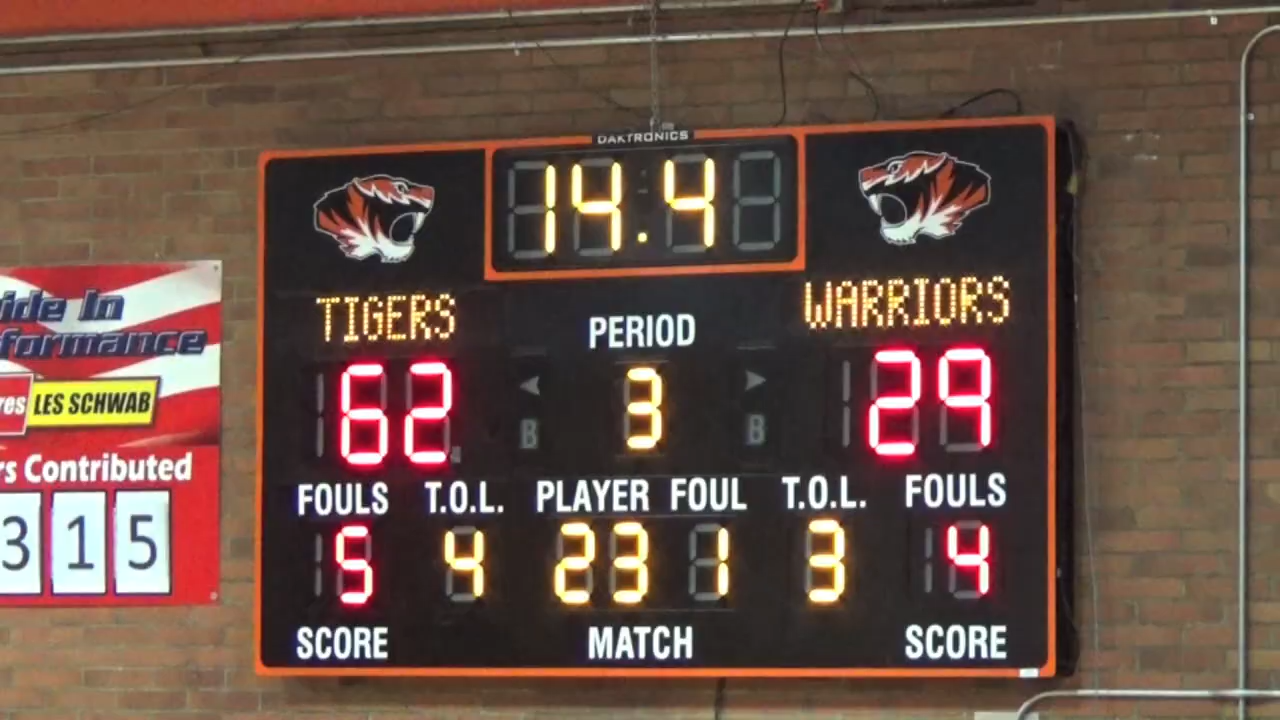 DAKTRONICS
14.4
TIGERS
WARRIORS
PERIOD
62
3
29
B
B
FOULS T.O.L. PLAYER FOUL T.O.L. FOULS
5 4 23 1 3 4
SCORE MATCH SCORE
ide In
formance
res
LES SCHWAB
rs Contributed
315